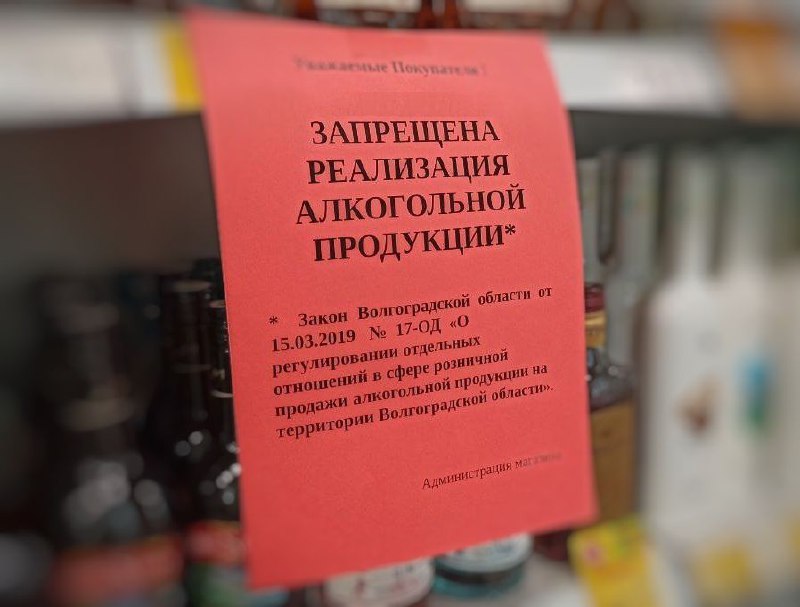 Уважаемые Покупатели!
ЗАПРЕЩЕНА
РЕАЛИЗАЦИЯ
АЛКОГОЛЬНОЙ
ПРОДУКЦИИ*
* Закон Волгоградской области от
15.03.2019 № 17-ОД «О
регулировании отдельных
отношений в сфере розничной
продажи алкогольной продукции на
территории Волгоградской области».
Администрация магазина